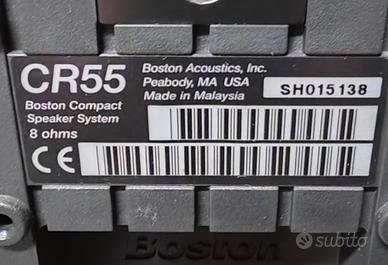 CR55
Boston Compact
Speaker System
8 ohms
CE
Boston Acoustics, Inc.
Peabody, MA USA
Made in Malaysia
SH015138
Boston
subito